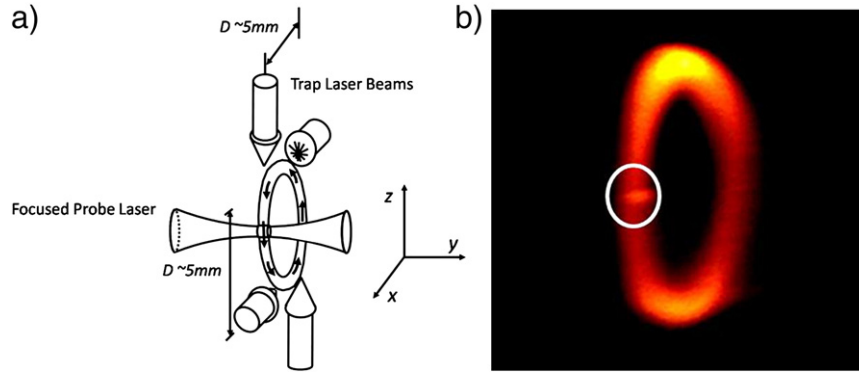 a)
D ~5mm
Trap Laser Beams
Focused Probe Laser
D ~5mm
z
y
x
b)